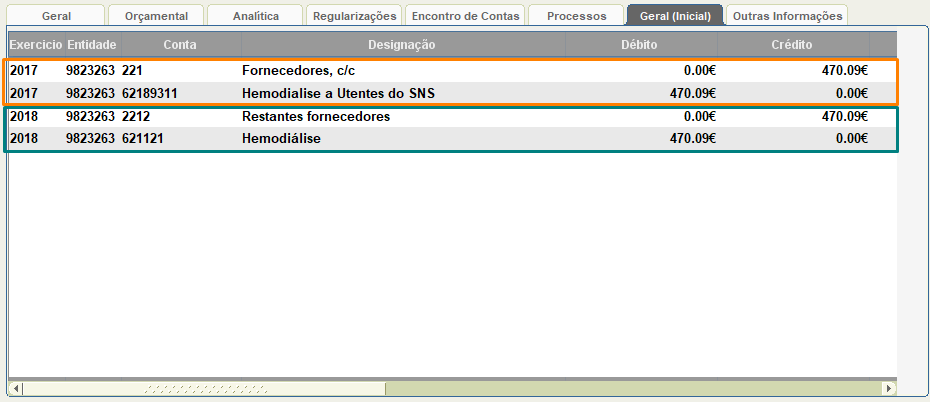 Geral Orçamental Analítica Regularizações Encontro de Contas Processos Geral (Inicial) Outras Informações
Exercicio Entidade Conta Designação Débito Crédito
2017 9823263 221 Fornecedores, c/c 0.00€ 470.09€
2017 9823263 62189311 Hemodialise a Utentes do SNS 470.09€ 0.00€
2018 9823263 2212 Restantes fornecedores 0.00€ 470.09€
2018 9823263 621121 Hemodiálise 470.09€ 0.00€